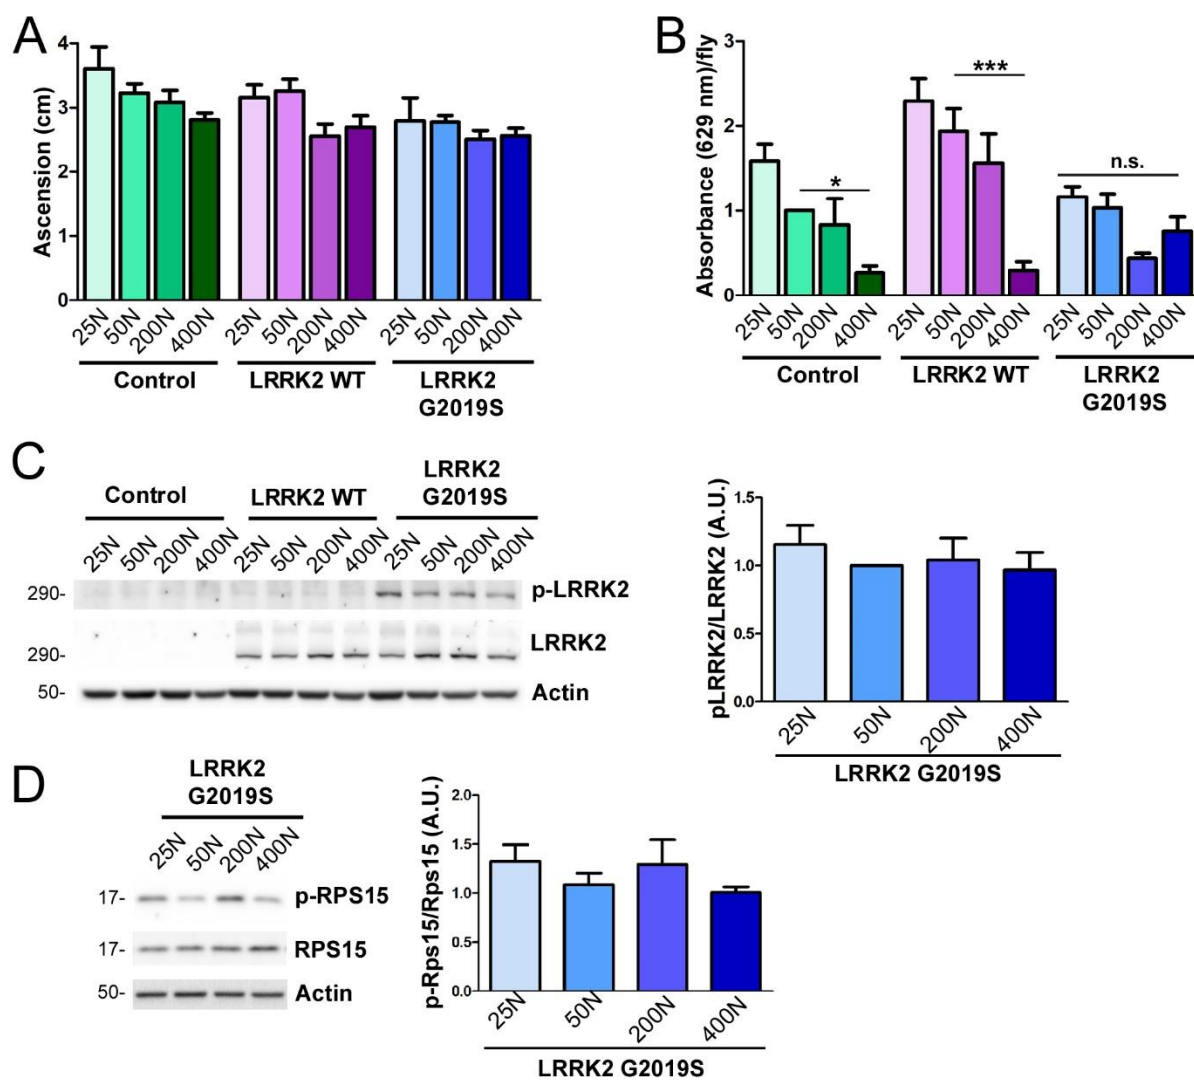 A
Ascension (cm)
4
3
2
1
0
25N 50N 200N 400N 25N 50N 200N 400N 25N 50N 200N 400N
Control LRRK2 WT LRRK2
G2019S
B
Absorbance (629 nm)/fly
3
2
1
0
*
***
n.s.
25N 50N 200N 400N 25N 50N 200N 400N 25N 50N 200N 400N
Control LRRK2 WT LRRK2
G2019S
C
Control LRRK2 WT LRRK2
G2019S
25N 50N 200N 400N 25N 50N 200N 400N 25N 50N 200N 400N
290- p-LRRK2
290- LRRK2
50- Actin
pLRRK2/LRRK2 (A.U.)
1.5
1.0
0.5
0.0
25N 50N 200N 400N
LRRK2 G2019S
D
LRRK2
G2019S
25N 50N 200N 400N
17- p-RPS15
17- RPS15
50- Actin
p-Rps15/Rps15 (A.U.)
2.0
1.5
1.0
0.5
0.0
25N 50N 200N 400N
LRRK2 G2019S